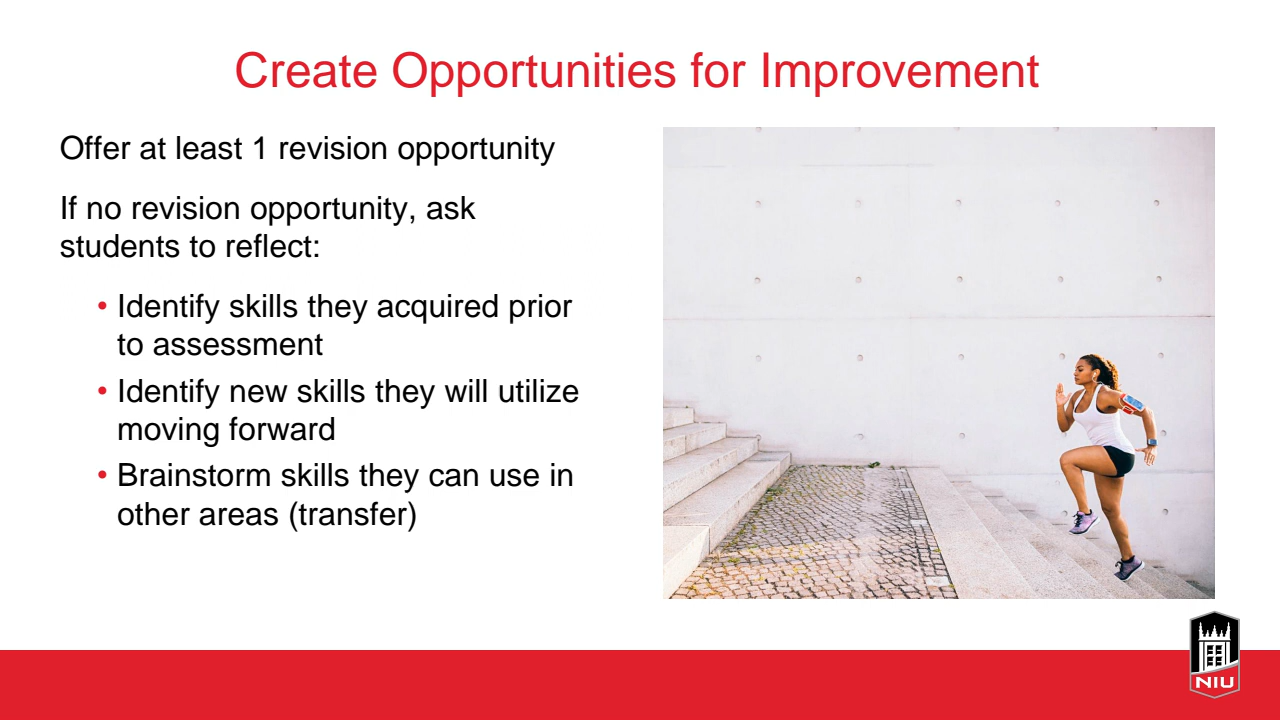 Create Opportunities for Improvement
Offer at least 1 revision opportunity
If no revision opportunity, ask
students to reflect:
• Identify skills they acquired prior
to assessment
• Identify new skills they will utilize
moving forward
• Brainstorm skills they can use in
other areas (transfer)
NIU